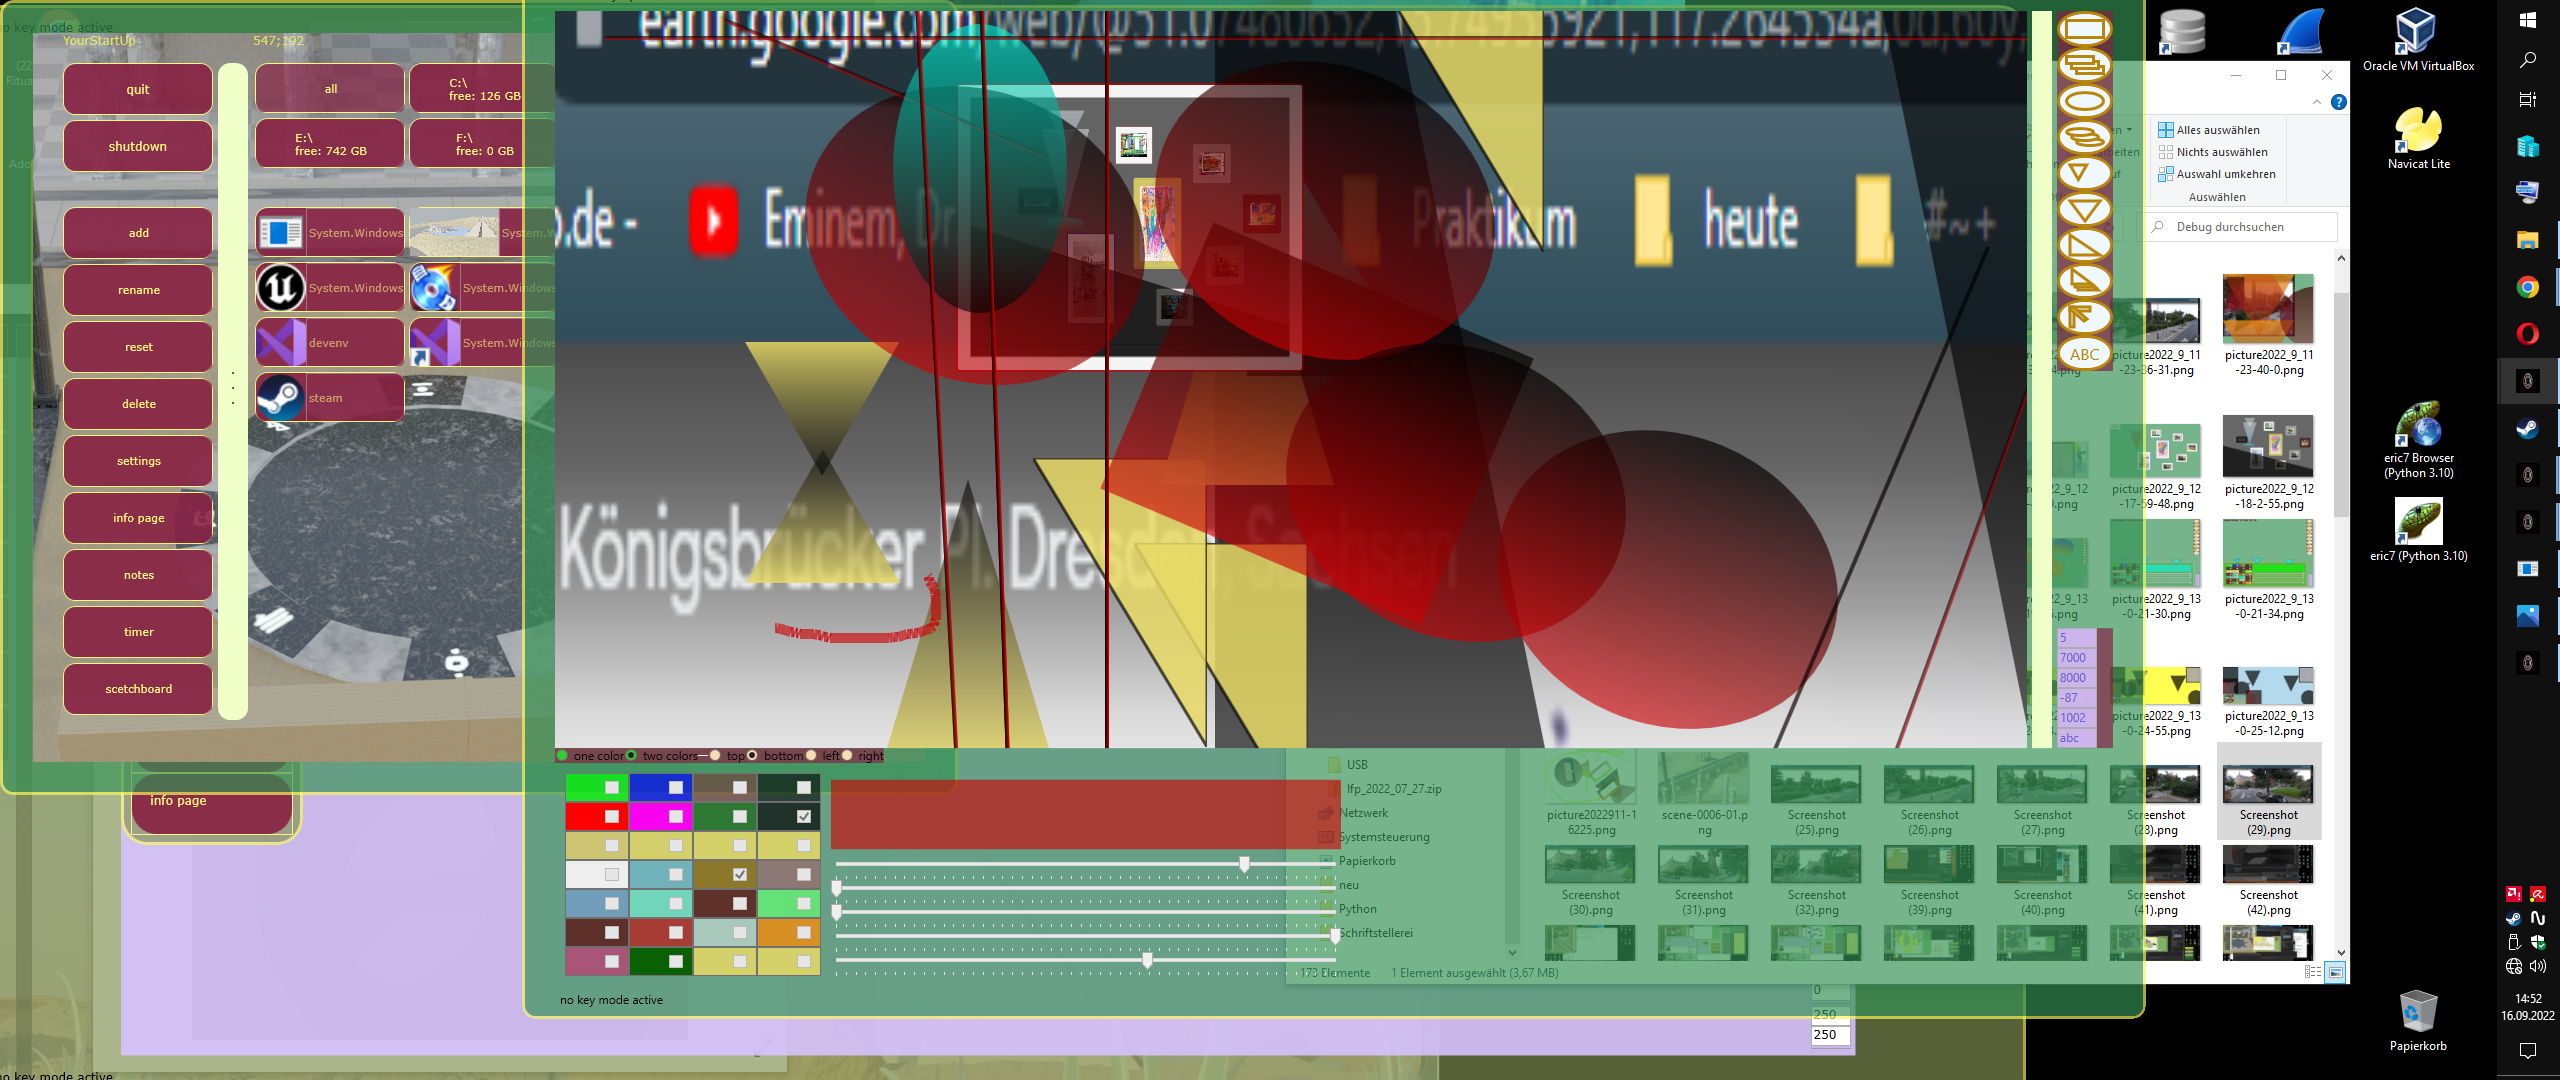 no key mode active
YourStartUp
547;192
quit
shutdown
add
rename
reset
delete
settings
info page
notes
timer
scetchboard
all
C:\
free: 126 GB
E:\
free: 742 GB
F:\
free: 0 GB
System.Windows
System.Windows
System.Windows
devenv
System.Windows
steam
info page
no key mode active
earth.google.com/web/@51.07480632,
.de -
Eminem, Dr
Praktikum
heute
#~+
Königsbrücker Pl. Dresden, Sachsen
ABC
5
7000
8000
-87
1002
abc
one color
two colors
top
bottom
left
right
no key mode active
Alles auswählen
Nichts auswählen
Auswahl umkehren
Auswählen
Debug durchsuchen
picture2022_9_11
-23-36-31.png
picture2022_9_11
-23-40-0.png
picture2022_9_12
-17-59-48.png
picture2022_9_12
-18-2-55.png
picture2022_9_13
-0-21-30.png
picture2022_9_13
-0-21-34.png
picture2022_9_13
-0-24-55.png
picture2022_9_13
-0-25-12.png
USB
lfp_2022_07_27.zip
Netzwerk
Systemsteuerung
Papierkorb
neu
Python
Schriftstellerei
picture2022911-1
6225.png
scene-0006-01.p
ng
Screenshot
(25).png
Screenshot
(26).png
Screenshot
(27).png
Screenshot
(28).png
Screenshot
(29).png
Screenshot
(30).png
Screenshot
(31).png
Screenshot
(32).png
Screenshot
(39).png
Screenshot
(40).png
Screenshot
(41).png
Screenshot
(42).png
173 Elemente
1 Element ausgewählt (3,67 MB)
0
250
250
Oracle VM VirtualBox
Navicat Lite
eric7 Browser
(Python 3.10)
eric7 (Python 3.10)
Papierkorb
14:52
16.09.2022